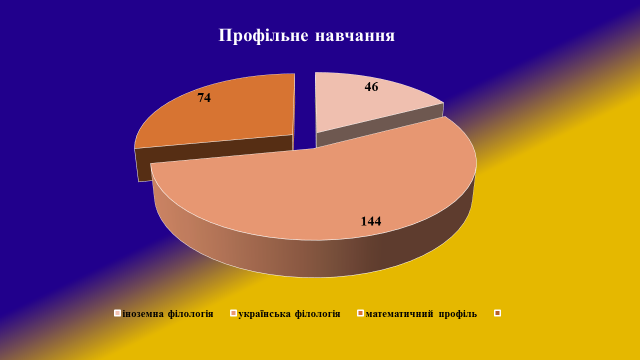 Профільне навчання
74
46
144
іноземна філологія українська філологія математичний профіль